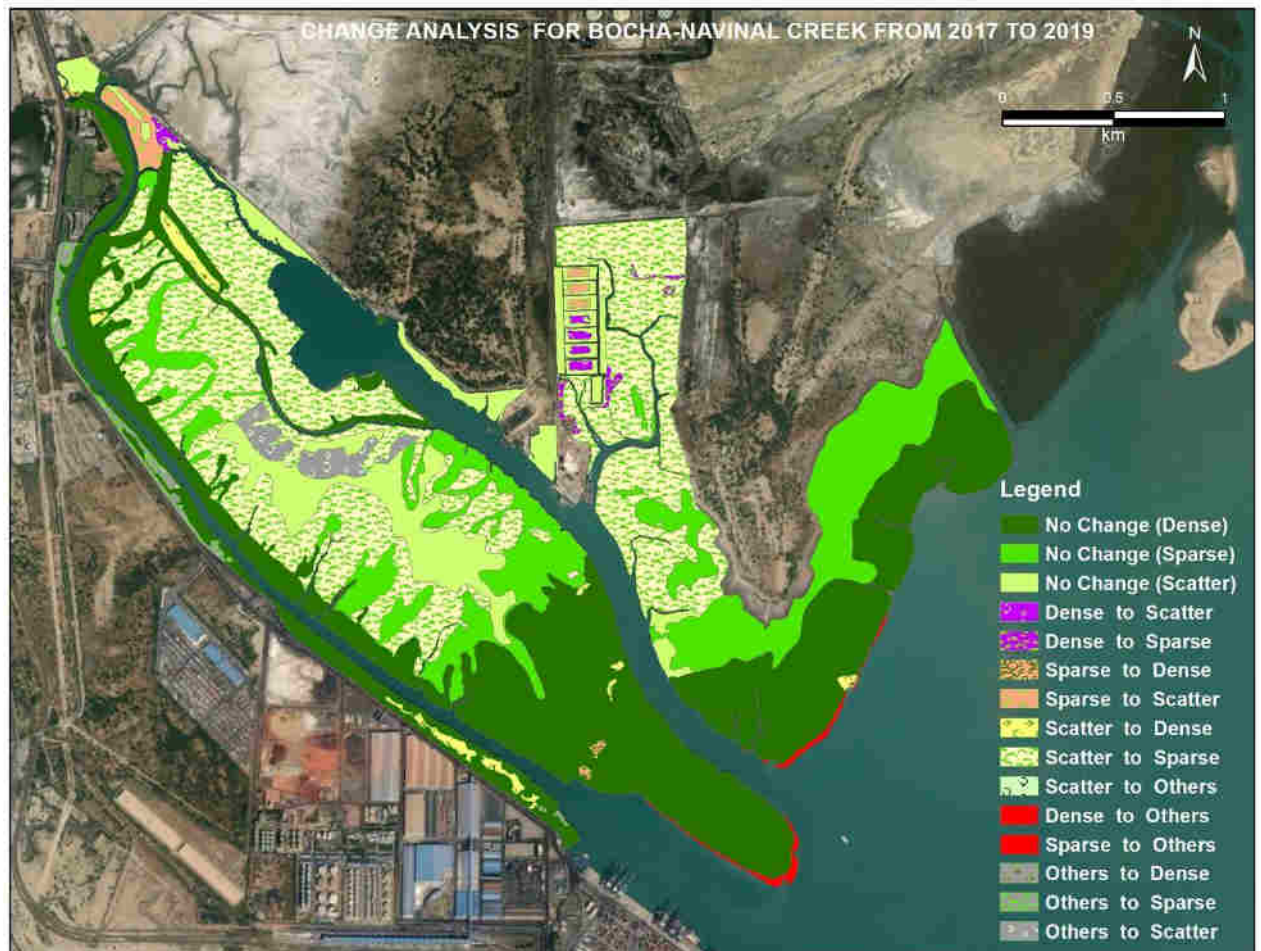 CHANGE ANALYSIS FOR BOCHA-NAVINAL CREEK FROM 2017 TO 2019
N
0 0.5 1
km
Legend
No Change (Dense)
No Change (Sparse)
No Change (Scatter)
Dense to Scatter
Dense to Sparse
Sparse to Dense
Sparse to Scatter
Scatter to Dense
Scatter to Sparse
Scatter to Others
Dense to Others
Sparse to Others
Others to Dense
Others to Sparse
Others to Scatter